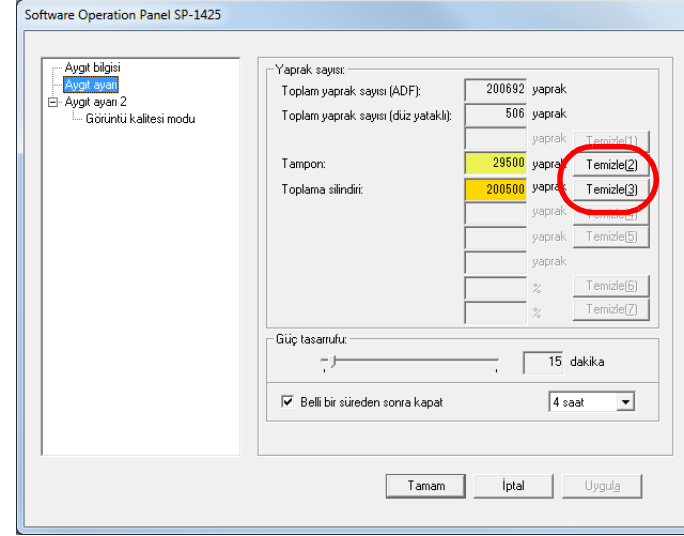 Software Operation Panel SP-1425
Aygıt bilgisi
Aygıt ayarı
Aygıt ayarı 2
Görüntü kalitesi modu
Yaprak sayısı:
Toplam yaprak sayısı (ADF): 200692 yaprak
Toplam yaprak sayısı (düz yataklı): 506 yaprak
yaprak Temizle(1)
Tampon: 29500 yaprak Temizle(2)
Toplama silindiri: 200500 yaprak Temizle(3)
yaprak Temizle(4)
yaprak Temizle(5)
yaprak
% Temizle(6)
% Temizle(7)
Güç tasarrufu:
15 dakika
Belli bir süreden sonra kapat 4 saat
Tamam İptal Uygula